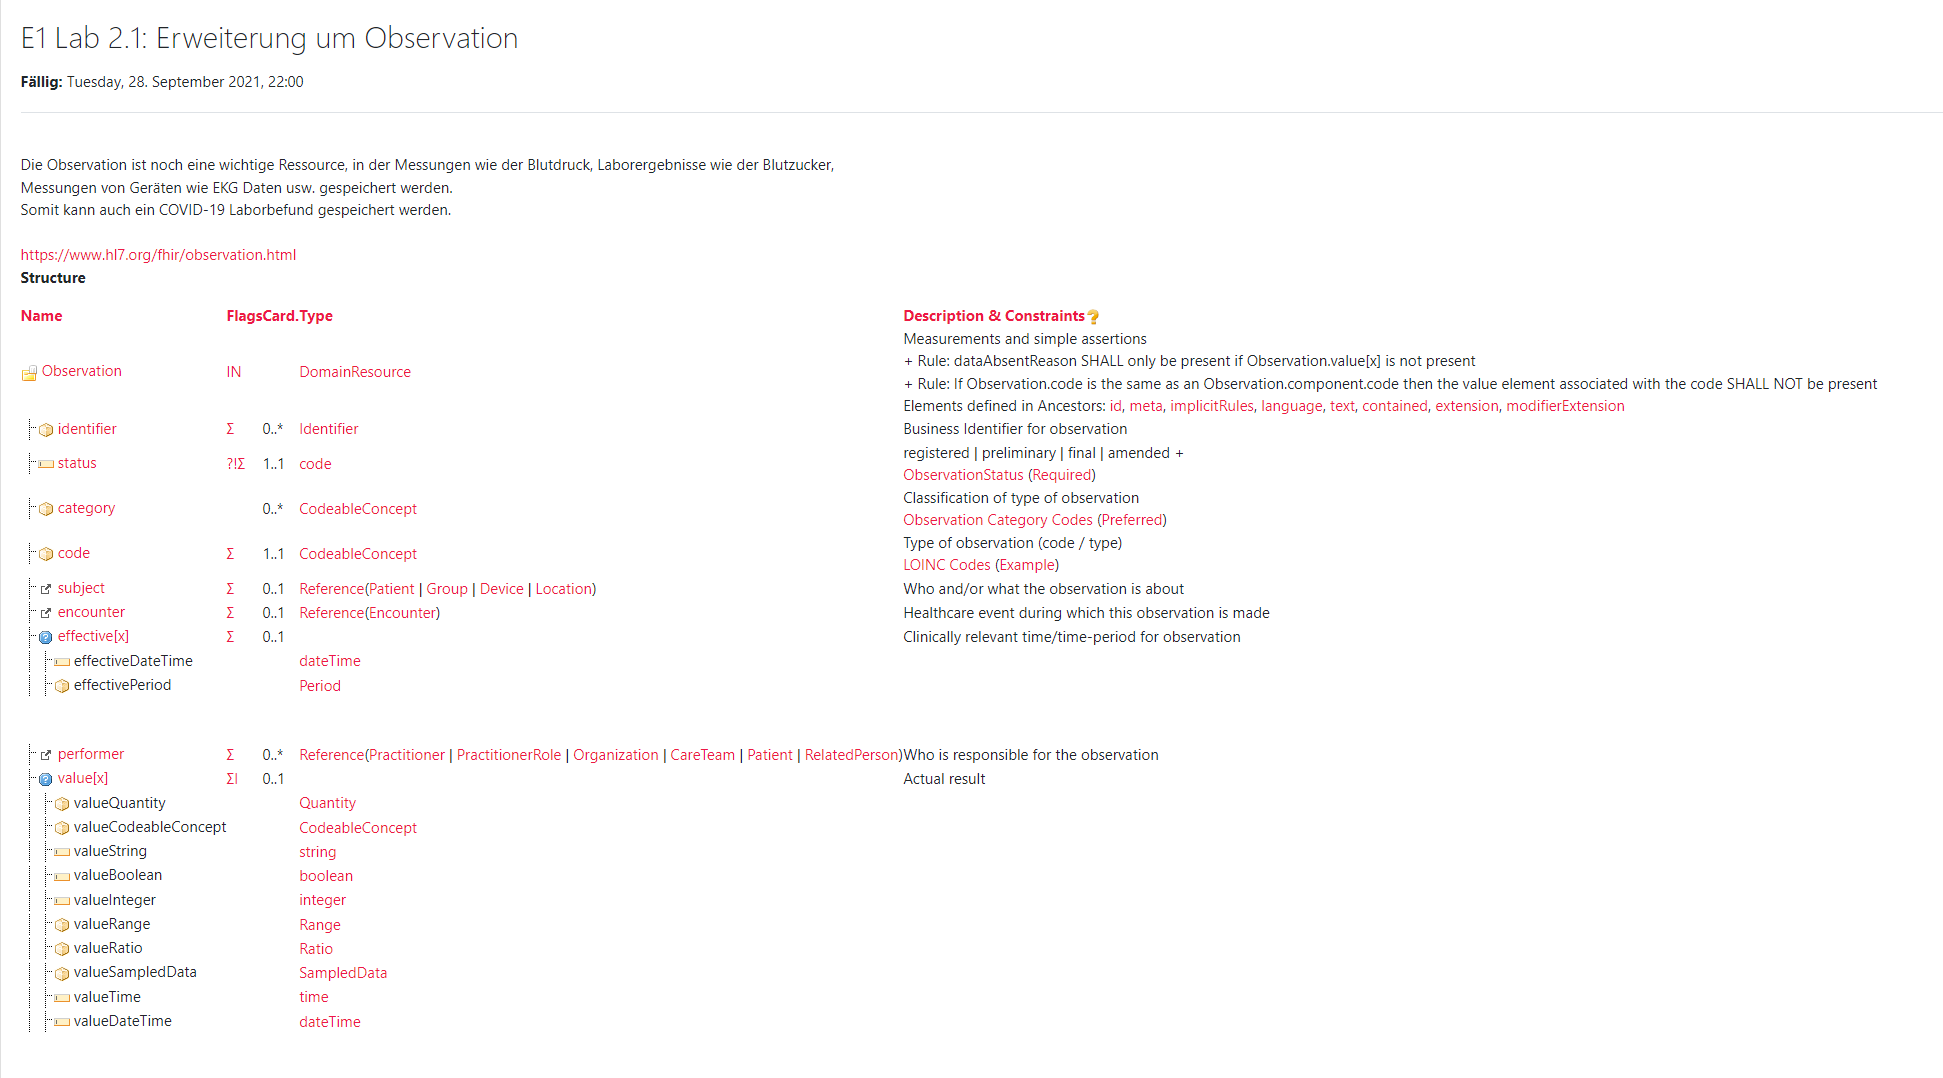 E1 Lab 2.1: Erweiterung um Observation
Fällig: Tuesday, 28. September 2021, 22:00
Die Observation ist noch eine wichtige Ressource, in der Messungen wie der Blutdruck, Laborergebnisse wie der Blutzucker,
Messungen von Geräten wie EKG Daten usw. gespeichert werden.
Somit kann auch ein COVID-19 Laborbefund gespeichert werden.
https://www.hl7.org/fhir/observation.html
Structure
Name FlagsCard.Type Description & Constraints
Measurements and simple assertions
+ Rule: dataAbsentReason SHALL only be present if Observation.value[x] is not present
Observation IN DomainResource
+ Rule: If Observation.code is the same as an Observation.component.code then the value element associated with the code SHALL NOT be present
Elements defined in Ancestors: id, meta, implicitRules, language, text, contained, extension, modifierExtension
identifier Σ 0..* Identifier Business Identifier for observation
status ?!Σ 1..1 code registered | preliminary | final | amended +
ObservationStatus (Required)
category 0..* CodeableConcept Classification of type of observation
Observation Category Codes (Preferred)
code Σ 1..1 CodeableConcept Type of observation (code / type)
LOINC Codes (Example)
subject Σ 0..1 Reference(Patient | Group | Device | Location) Who and/or what the observation is about
encounter Σ 0..1 Reference(Encounter) Healthcare event during which this observation is made
effective[x] Σ 0..1 Clinically relevant time/time-period for observation
effectiveDateTime dateTime
effectivePeriod Period
performer Σ 0..* Reference(Practitioner | PractitionerRole | Organization | CareTeam | Patient | RelatedPerson)Who is responsible for the observation
value[x] ΣI 0..1 Actual result
valueQuantity Quantity
valueCodeableConcept CodeableConcept
valueString string
valueBoolean boolean
valueInteger integer
valueRange Range
valueRatio Ratio
valueSampledData SampledData
valueTime time
valueDateTime dateTime